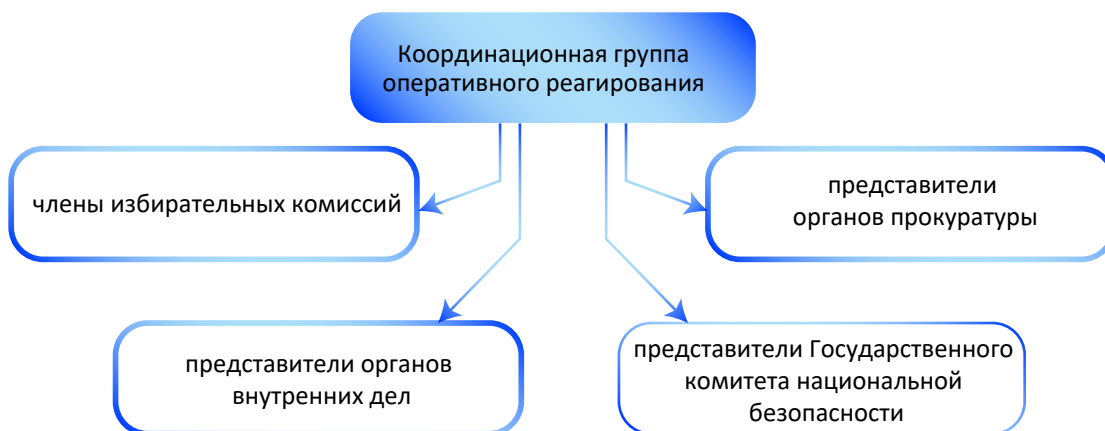 Координационная группа
оперативного реагирования
члены избирательных комиссий
представители
органов прокуратуры
представители органов
внутренних дел
представители Государственного
комитета национальной
безопасности